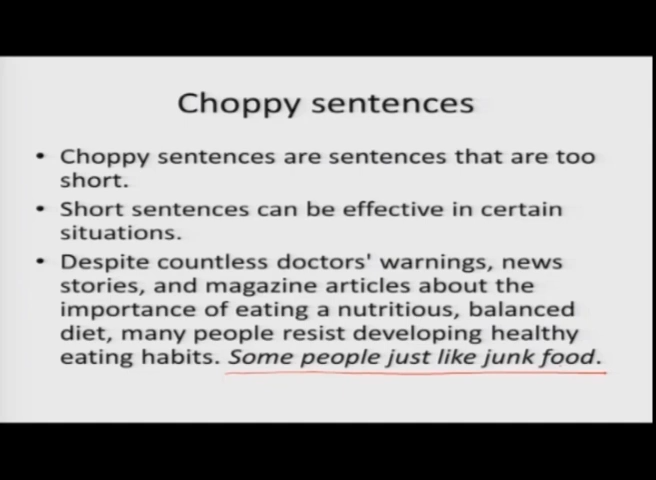 Choppy sentences
• Choppy sentences are sentences that are too
short.
• Short sentences can be effective in certain
situations.
• Despite countless doctors' warnings, news
stories, and magazine articles about the
importance of eating a nutritious, balanced
diet, many people resist developing healthy
eating habits. Some people just like junk food.